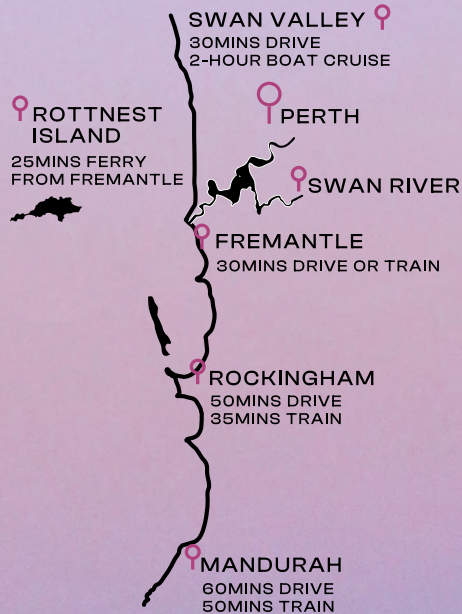 SWAN VALLEY
30MINS DRIVE
2-HOUR BOAT CRUISE
PERTH
ROTTNEST
ISLAND
25MINS FERRY
FROM FREMANTLE
SWAN RIVER
FREMANTLE
30MINS DRIVE OR TRAIN
ROCKINGHAM
50MINS DRIVE
35MINS TRAIN
MANDURAH
60MINS DRIVE
50MINS TRAIN